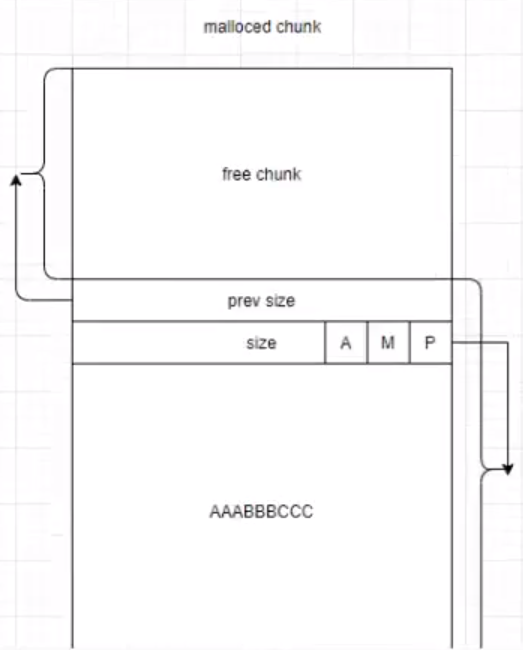 malloced chunk
free chunk
prev size
size A M P
AAABBBCCC